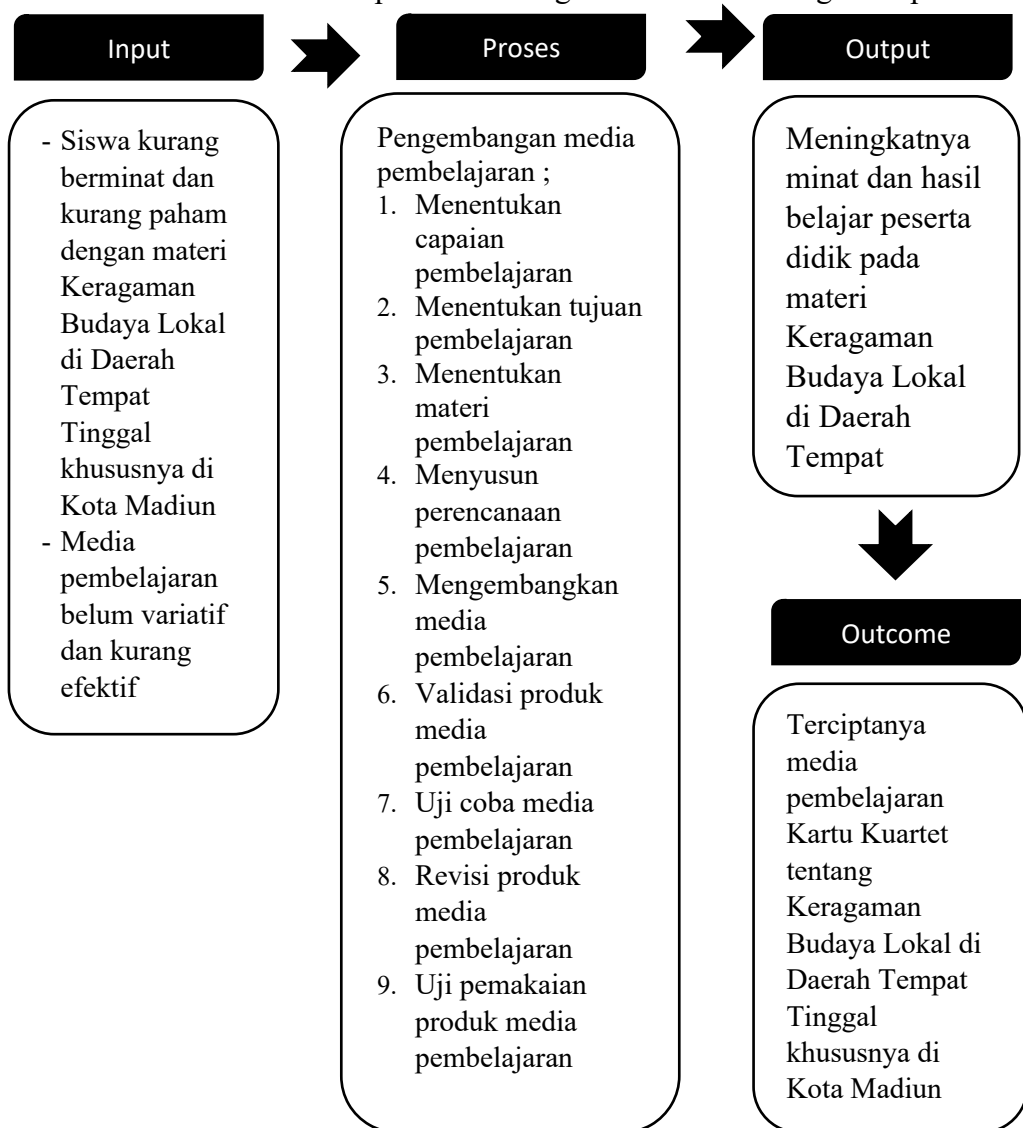 Input
- Siswa kurang
berminat dan
kurang paham
dengan materi
Keragaman
Budaya Lokal
di Daerah
Tempat
Tinggal
khususnya di
Kota Madiun
- Media
pembelajaran
belum variatif
dan kurang
efektif
Proses
Pengembangan media
pembelajaran ;
1. Menentukan
capaian
pembelajaran
2. Menentukan tujuan
pembelajaran
3. Menentukan
materi
pembelajaran
4. Menyusun
perencanaan
pembelajaran
5. Mengembangkan
media
pembelajaran
6. Validasi produk
media
pembelajaran
7. Uji coba media
pembelajaran
8. Revisi produk
media
pembelajaran
9. Uji pemakaian
produk media
pembelajaran
Output
Meningkatnya
minat dan hasil
belajar peserta
didik pada
materi
Keragaman
Budaya Lokal
di Daerah
Tempat
Outcome
Terciptanya
media
pembelajaran
Kartu Kuartet
tentang
Keragaman
Budaya Lokal di
Daerah Tempat
Tinggal
khususnya di
Kota Madiun